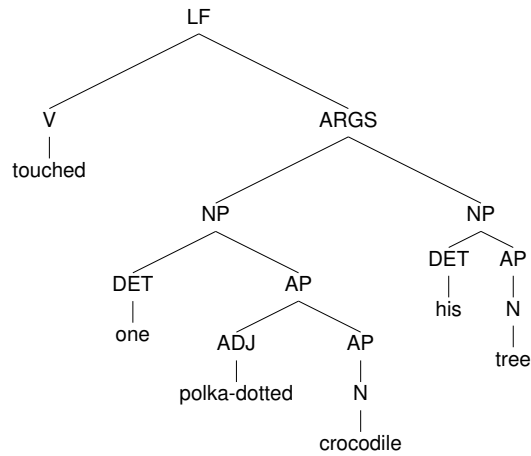 LF
V ARGS
touched
NP NP
DET AP DET AP
one his N
ADJ AP tree
polka-dotted N
crocodile